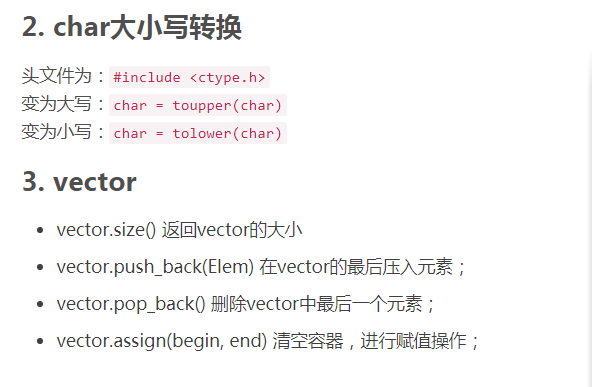 2. char大小写转换
头文件为：#include <ctype.h>
变为大写：char = toupper(char)
变为小写：char = tolower(char)
3. vector
• vector.size() 返回vector的大小
• vector.push_back(Elem) 在vector的最后压入元素；
• vector.pop_back() 删除vector中最后一个元素；
• vector.assign(begin, end) 清空容器，进行赋值操作；